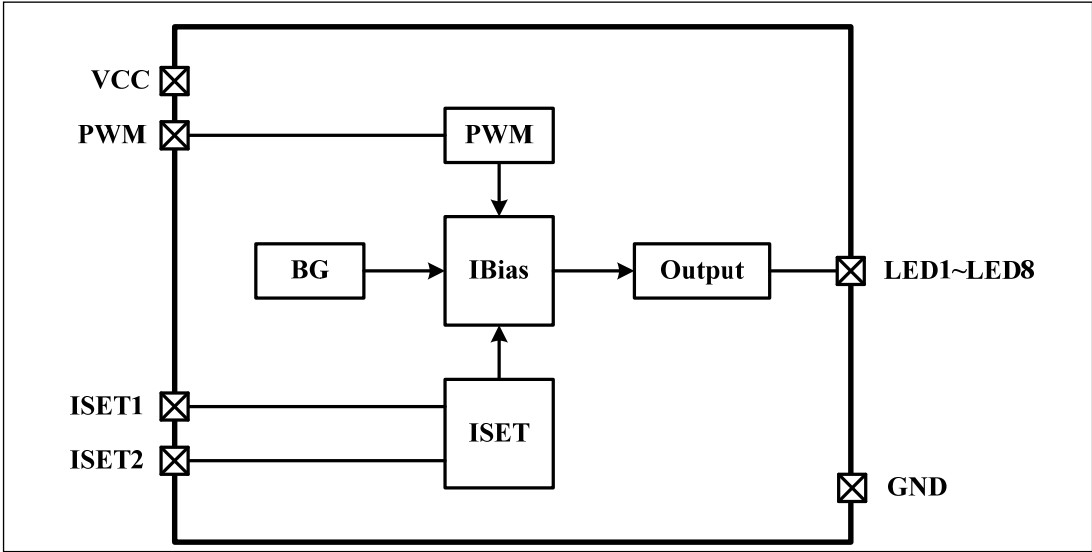 VCC
PWM
PWM
BG
IBias
Output
LED1~LED8
ISET1
ISET
ISET2
GND